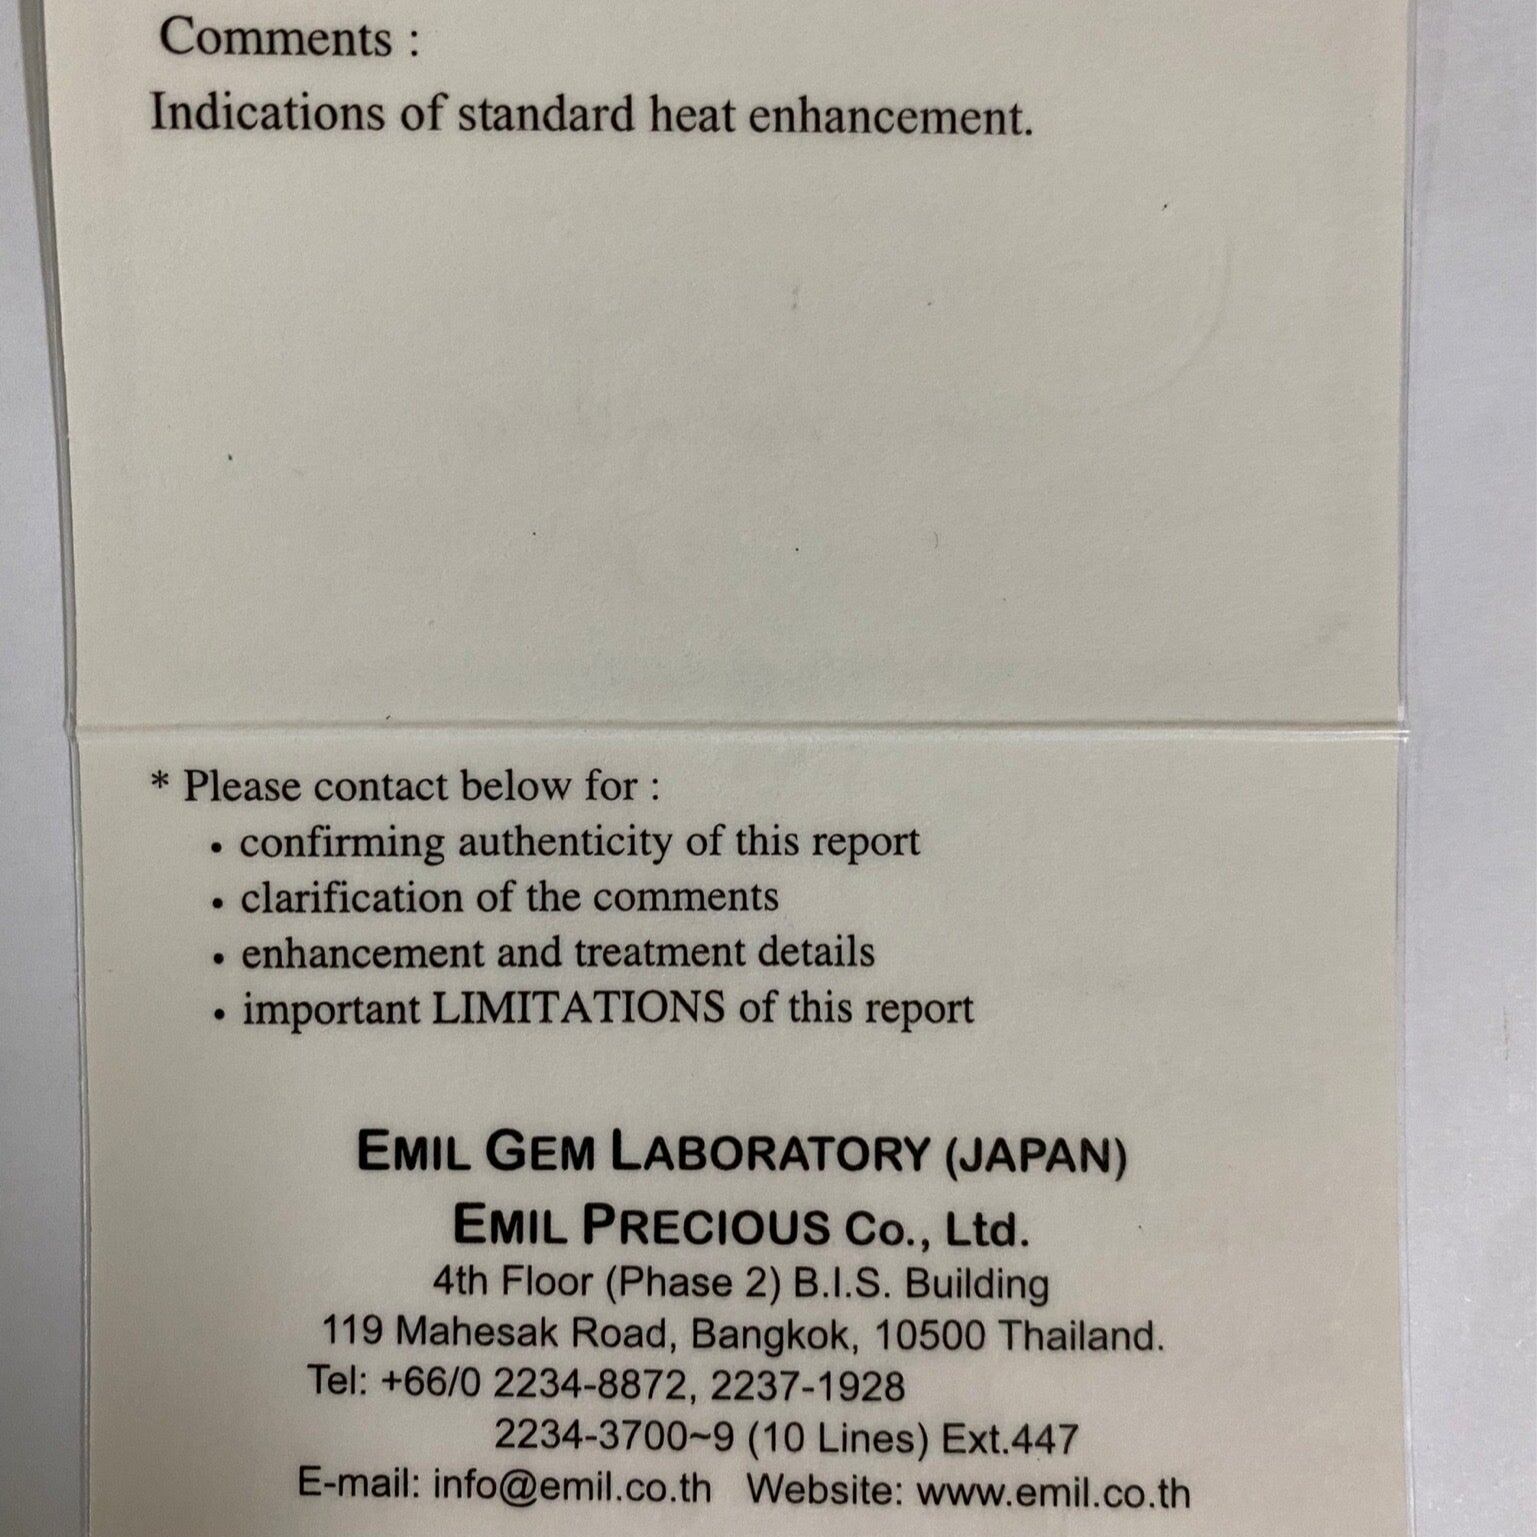 Comments :
Indications of standard heat enhancement.
* Please contact below for :
• confirming authenticity of this report
• clarification of the comments
• enhancement and treatment details
• important LIMITATIONS of this report
EMIL GEM LABORATORY (JAPAN)
EMIL PRECIOUS Co., Ltd.
4th Floor (Phase 2) B.I.S. Building
119 Mahesak Road, Bangkok, 10500 Thailand.
Tel: +66/0 2234-8872, 2237-1928
2234-3700~9 (10 Lines) Ext.447
E-mail: info@emil.co.th Website: www.emil.co.th